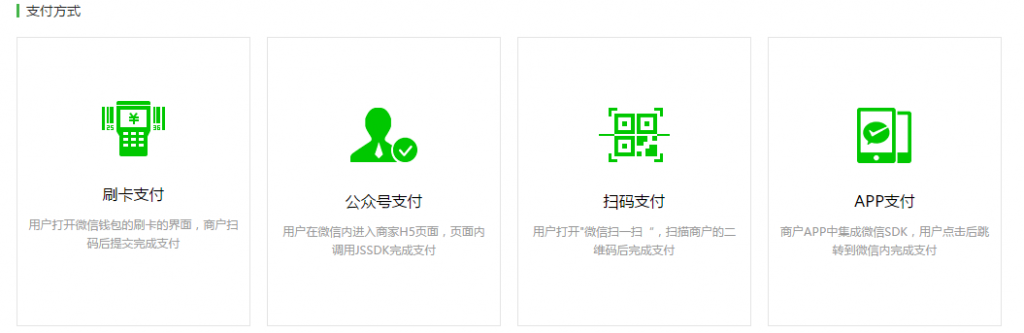 支付方式
刷卡支付
用户打开微信钱包的刷卡的界面，商户扫
码后提交完成支付
公众号支付
用户在微信内进入商家H5页面，页面内
调用JSSDK完成支付
扫码支付
用户打开"微信扫一扫“，扫描商户的二
维码后完成支付
APP支付
商户APP中集成微信SDK，用户点击后跳
转到微信内完成支付